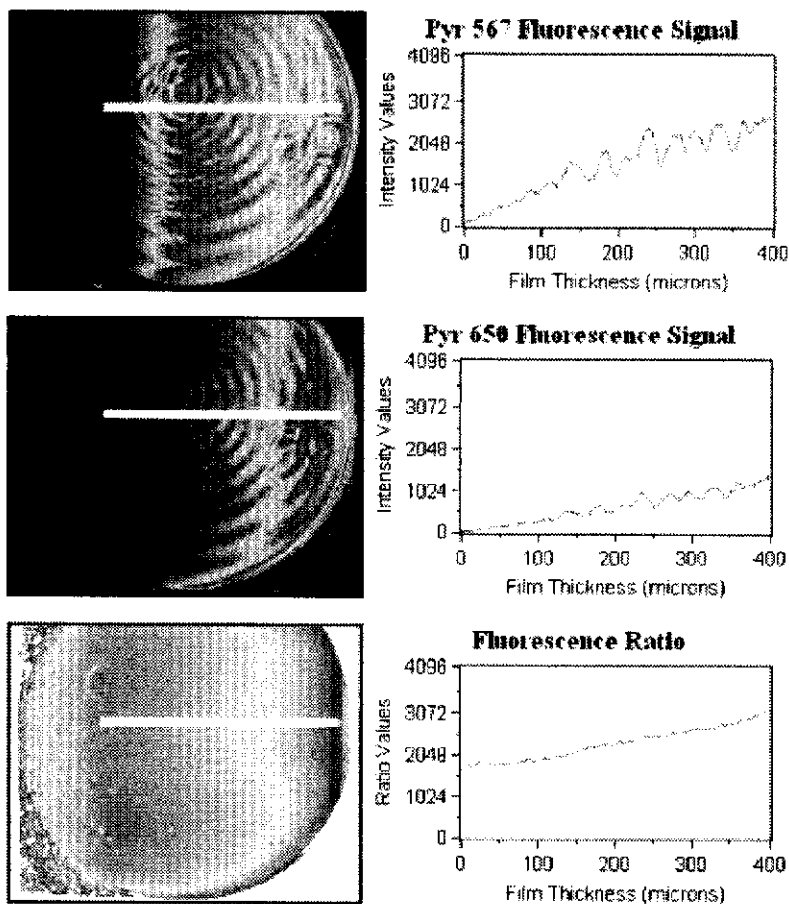 Pyr 567 Fluorescence Signal
4096
3072
2048
1024
0
Intensity Values
0 100 200 300 400
Film Thickness (microns)
Pyr 650 Fluorescence Signal
4096
3072
2048
1024
0
Intensity Values
0 100 200 300 400
Film Thickness (microns)
Fluorescence Ratio
4096
3072
2048
1024
0
Ratio Values
0 100 200 300 400
Film Thickness (microns)